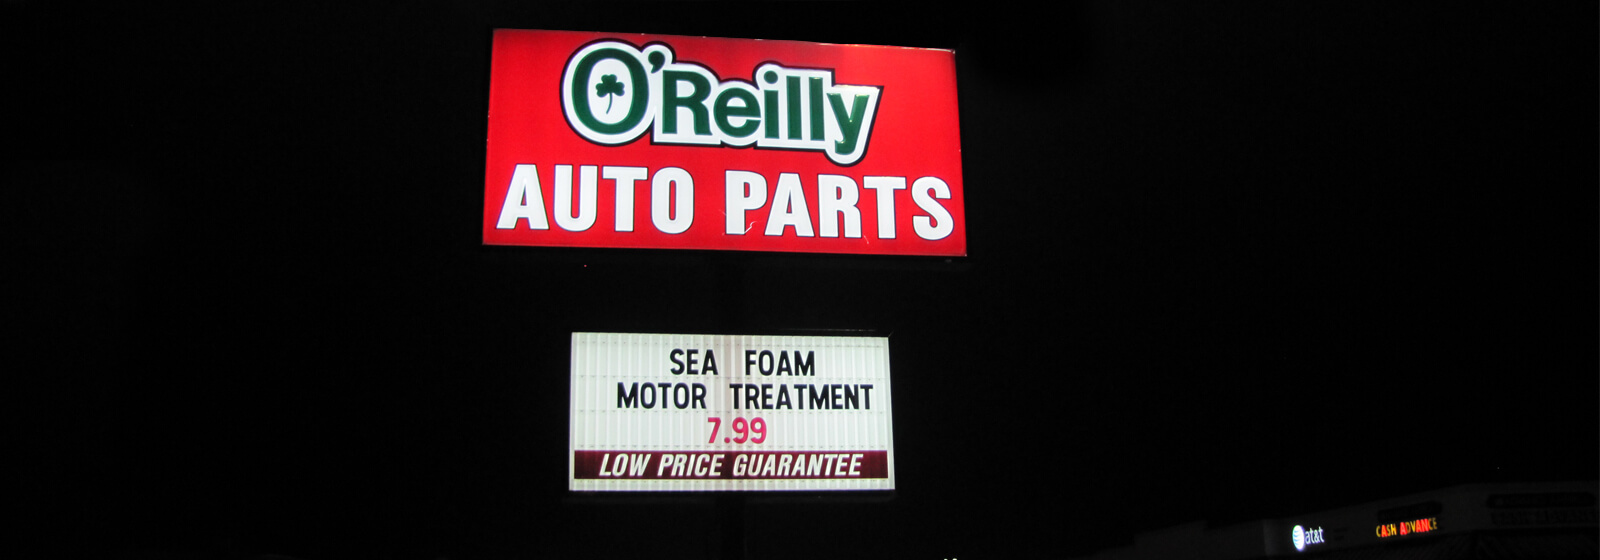 O'Reilly
AUTO PARTS
SEA FOAM
MOTOR TREATMENT
7.99
LOW PRICE GUARANTEE
at&t
CASH ADVANCE